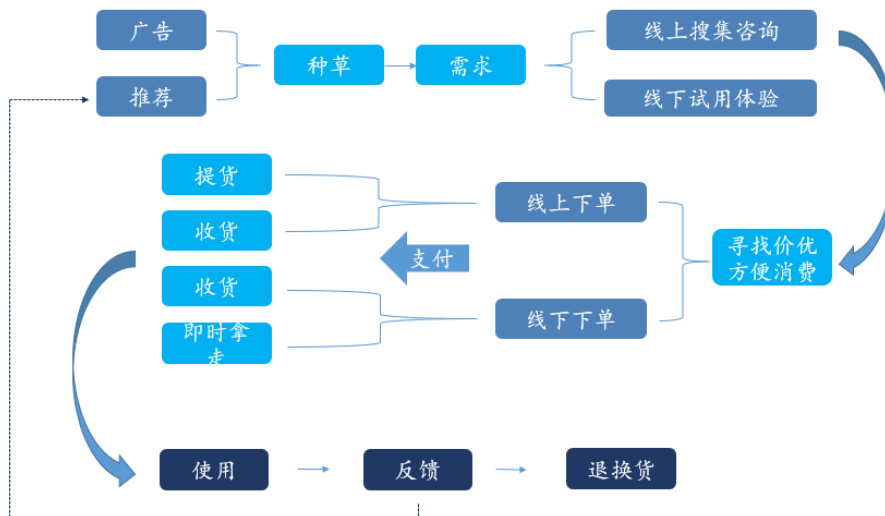 广告
推荐
种草
需求
线上搜集咨询
线下试用体验
提货
收货
收货
即时拿
走
支付
线上下单
线下下单
寻找价优
方便消费
使用
反馈
退换货